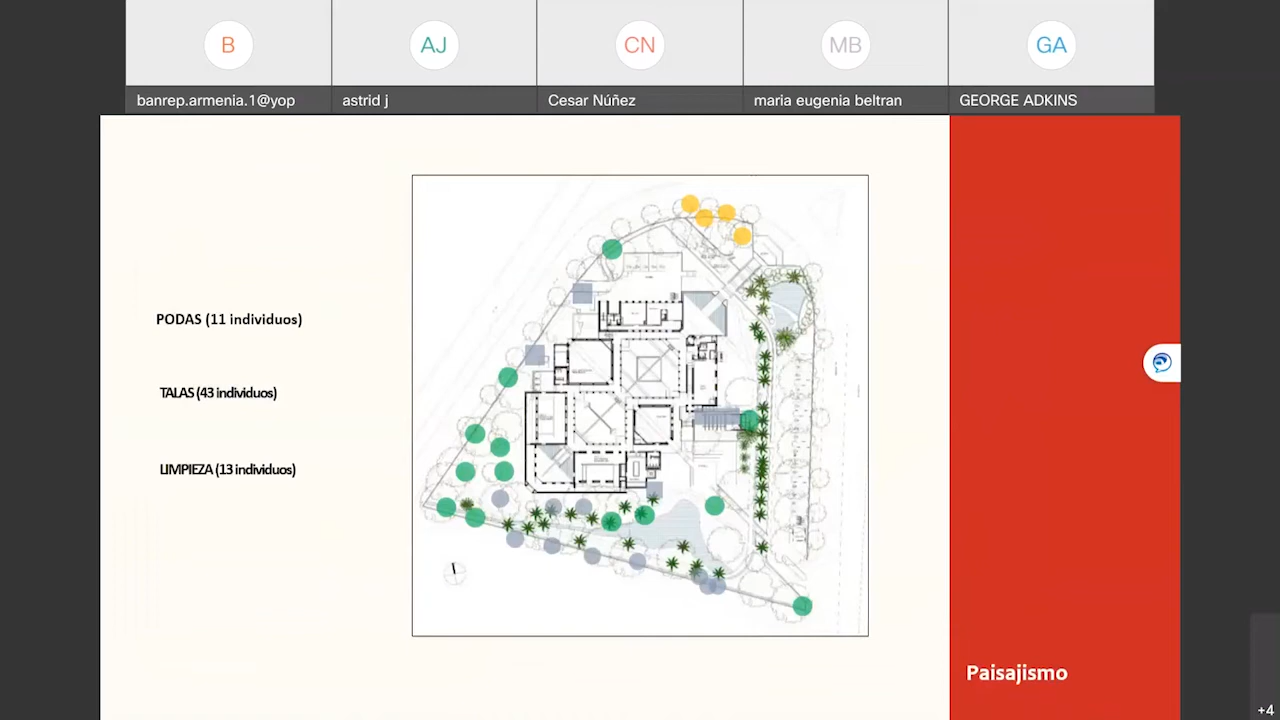 B
AJ
CN
MB
GA
banrep.armenia.1@yop
astrid j
Cesar Núñez
maria eugenia beltran
GEORGE ADKINS
PODAS (11 individuos)
TALAS (43 individuos)
LIMPIEZA (13 individuos)
Paisajismo
+4